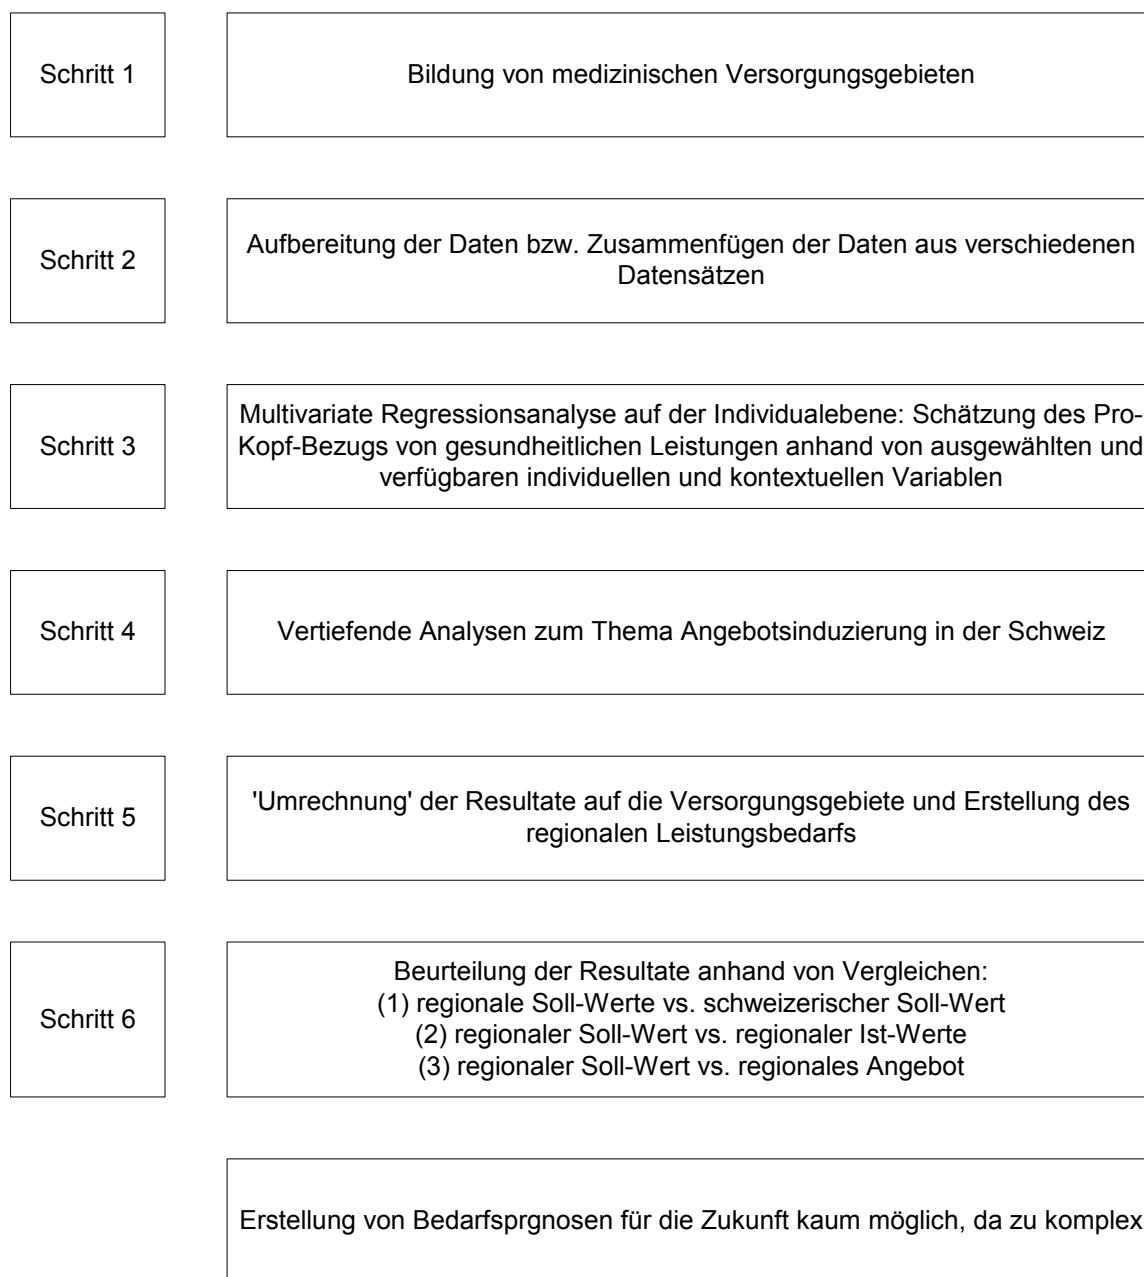 Schritt 1
Bildung von medizinischen Versorgungsgebieten
Schritt 2
Aufbereitung der Daten bzw. Zusammenfügen der Daten aus verschiedenen
Datensätzen
Schritt 3
Multivariate Regressionsanalyse auf der Individualebene: Schätzung des Pro-
Kopf-Bezugs von gesundheitlichen Leistungen anhand von ausgewählten und
verfügbaren individuellen und kontextuellen Variablen
Schritt 4
Vertiefende Analysen zum Thema Angebotsinduzierung in der Schweiz
Schritt 5
'Umrechnung' der Resultate auf die Versorgungsgebiete und Erstellung des
regionalen Leistungsbedarfs
Schritt 6
Beurteilung der Resultate anhand von Vergleichen:
(1) regionale Soll-Werte vs. schweizerischer Soll-Wert
(2) regionaler Soll-Wert vs. regionaler Ist-Werte
(3) regionaler Soll-Wert vs. regionales Angebot
Erstellung von Bedarfsprgnosen für die Zukunft kaum möglich, da zu komplex